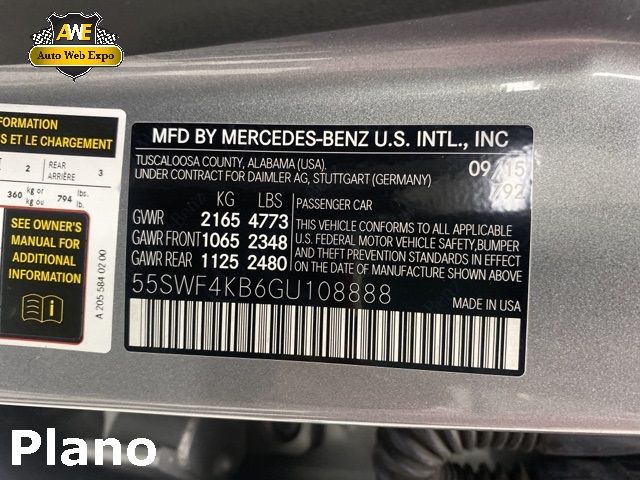 AWE
Auto Web Expo
FORMATION
S ET LE CHARGEMENT
2 REAR ARRIÈRE 3
360 kg or kg ou 794 lbs. lb.
SEE OWNER'S
MANUAL FOR
ADDITIONAL
INFORMATION
A 205 584 02 00
MFD BY MERCEDES-BENZ U.S. INTL., INC
TUSCALOOSA COUNTY, ALABAMA (USA).
UNDER CONTRACT FOR DAIMLER AG, STUTTGART (GERMANY)
09/15
792
KG LBS
GVWR 2165 4773
GAWR FRONT 1065 2348
GAWR REAR 1125 2480
PASSENGER CAR
THIS VEHICLE CONFORMS TO ALL APPLICABLE
U.S. FEDERAL MOTOR VEHICLE SAFETY,BUMPER
AND THEFT PREVENTION STANDARDS IN EFFECT
ON THE DATE OF MANUFACTURE SHOWN ABOVE.
55SWF4KB6GU108888
MADE IN USA
Plano